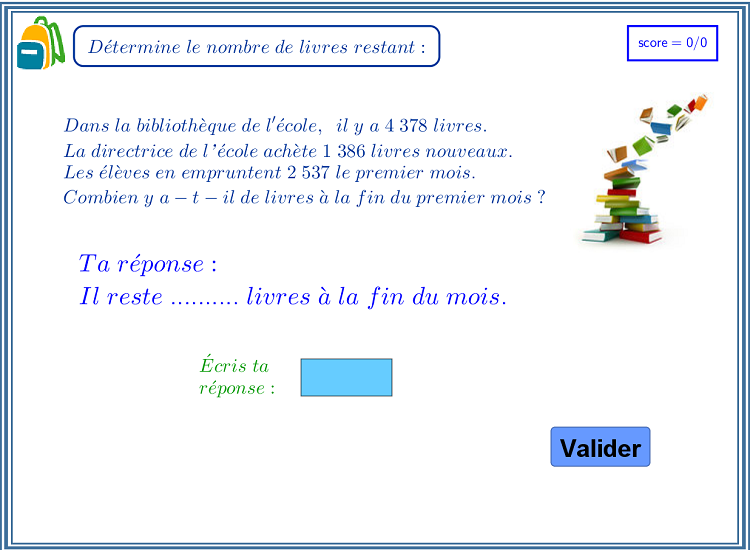 Détermine le nombre de livres restant :
score = 0/0
Dans la bibliothèque de l'école, il y a 4 378 livres.
La directrice de l'école achète 1 386 livres nouveaux.
Les élèves en empruntent 2 537 le premier mois.
Combien y a − t − il de livres à la fin du premier mois ?
Ta réponse :
Il reste .......... livres à la fin du mois.
Écris ta
réponse :
Valider